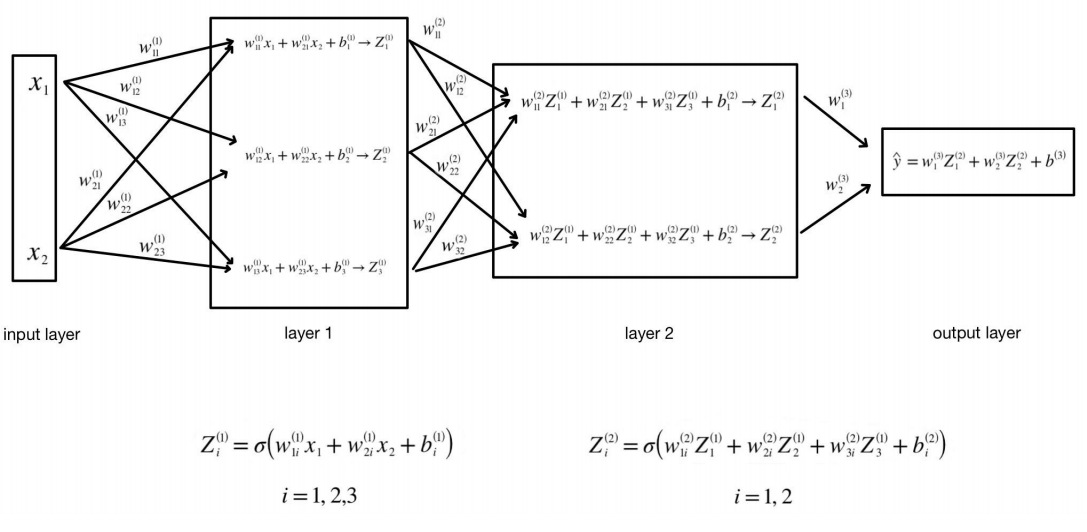 x₁
x₂
w₁₁⁽¹⁾
w₁₂⁽¹⁾
w₁₃⁽¹⁾
w₂₁⁽¹⁾
w₂₂⁽¹⁾
w₂₃⁽¹⁾
w₁₁⁽¹⁾x₁ + w₂₁⁽¹⁾x₂ + b₁⁽¹⁾ → Z₁⁽¹⁾
w₁₂⁽¹⁾x₁ + w₂₂⁽¹⁾x₂ + b₂⁽¹⁾ → Z₂⁽¹⁾
w₁₃⁽¹⁾x₁ + w₂₃⁽¹⁾x₂ + b₃⁽¹⁾ → Z₃⁽¹⁾
w₁₁⁽²⁾
w₁₂⁽²⁾
w₂₁⁽²⁾
w₂₂⁽²⁾
w₃₁⁽²⁾
w₃₂⁽²⁾
w₁₁⁽²⁾Z₁⁽¹⁾ + w₂₁⁽²⁾Z₂⁽¹⁾ + w₃₁⁽²⁾Z₃⁽¹⁾ + b₁⁽²⁾ → Z₁⁽²⁾
w₁₂⁽²⁾Z₁⁽¹⁾ + w₂₂⁽²⁾Z₂⁽¹⁾ + w₃₂⁽²⁾Z₃⁽¹⁾ + b₂⁽²⁾ → Z₂⁽²⁾
w₁⁽³⁾
w₂⁽³⁾
ŷ = w₁⁽³⁾Z₁⁽²⁾ + w₂⁽³⁾Z₂⁽²⁾ + b⁽³⁾
input layer
layer 1
layer 2
output layer
Zᵢ⁽¹⁾ = σ(w₁ᵢ⁽¹⁾x₁ + w₂ᵢ⁽¹⁾x₂ + bᵢ⁽¹⁾)
i = 1, 2,3
Zᵢ⁽²⁾ = σ(w₁ᵢ⁽²⁾Z₁⁽¹⁾ + w₂ᵢ⁽²⁾Z₂⁽¹⁾ + w₃ᵢ⁽²⁾Z₃⁽¹⁾ + bᵢ⁽²⁾)
i = 1, 2